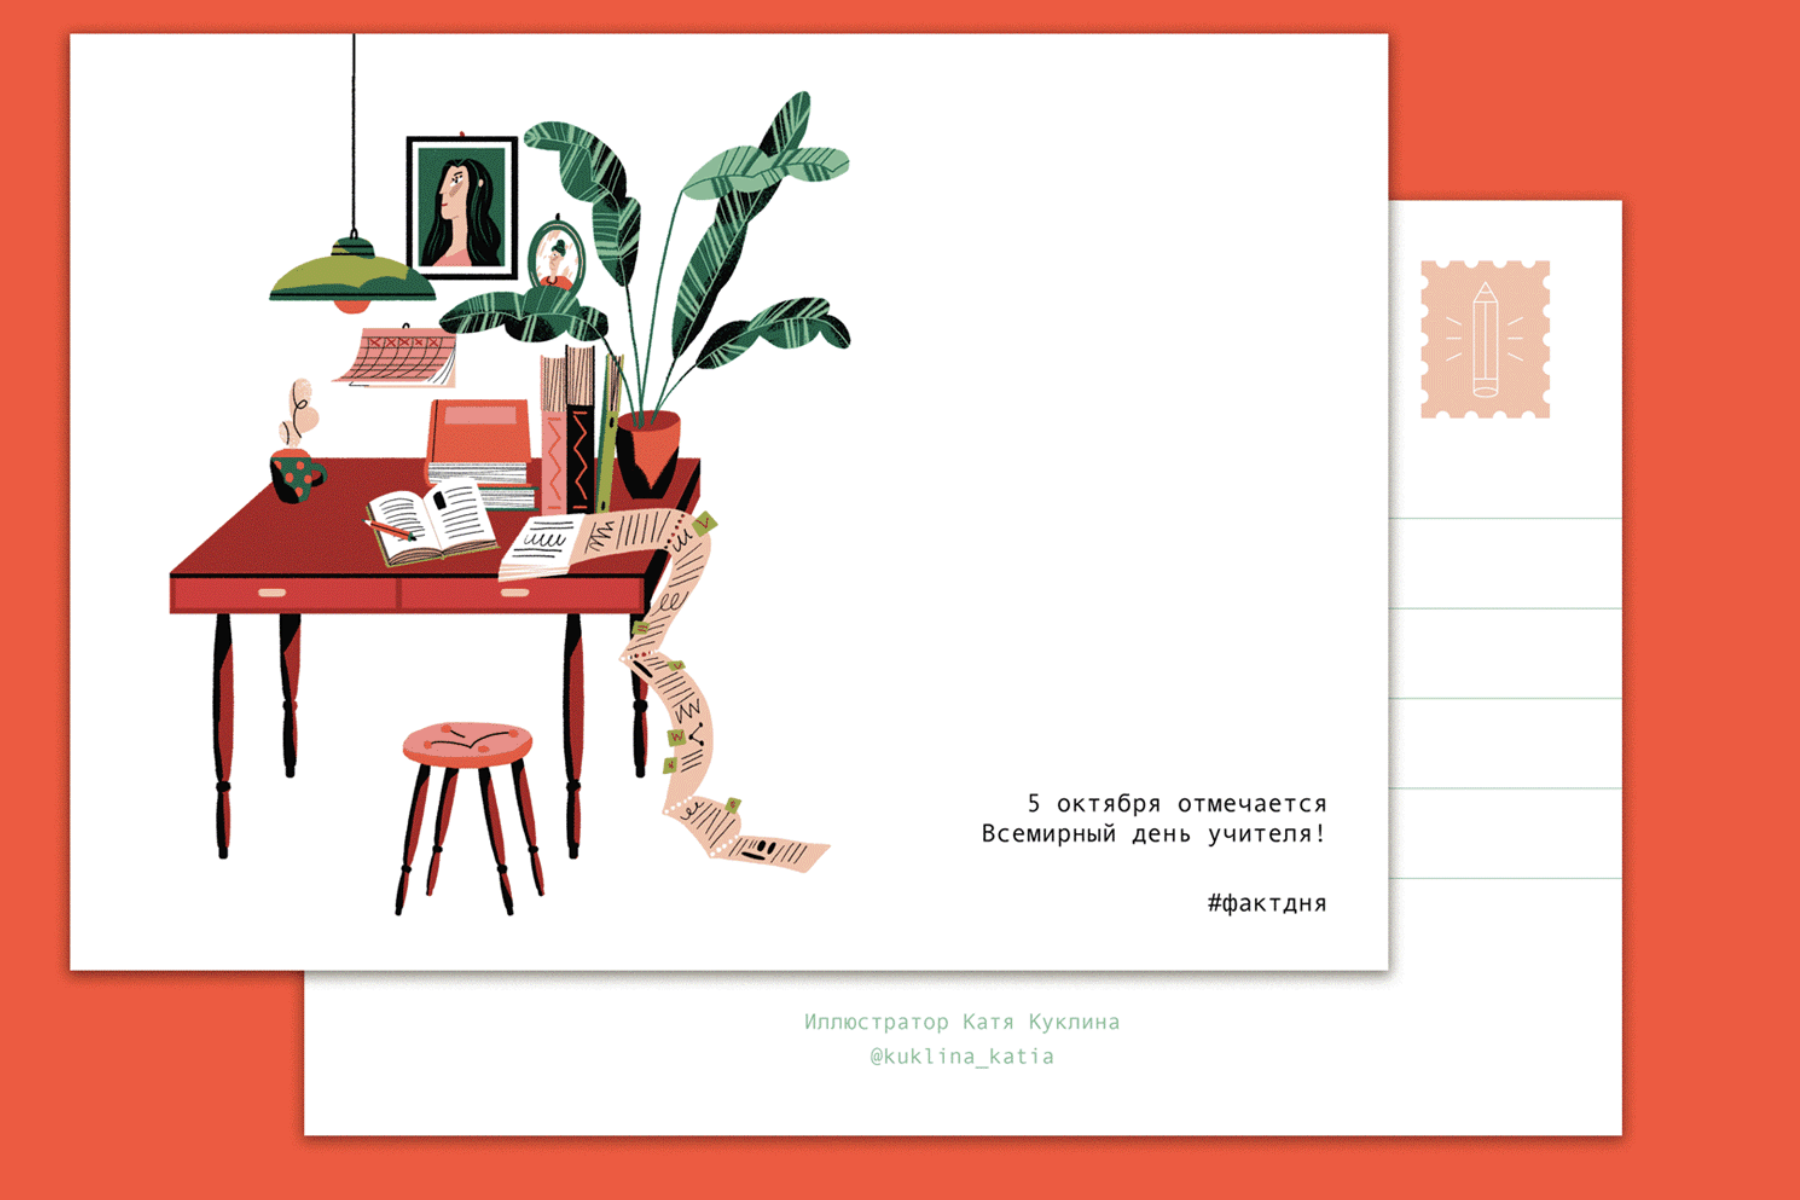 5 октября отмечается
Всемирный день учителя!
#фактдня
Иллюстратор Катя Куклина
@kuklina_katia